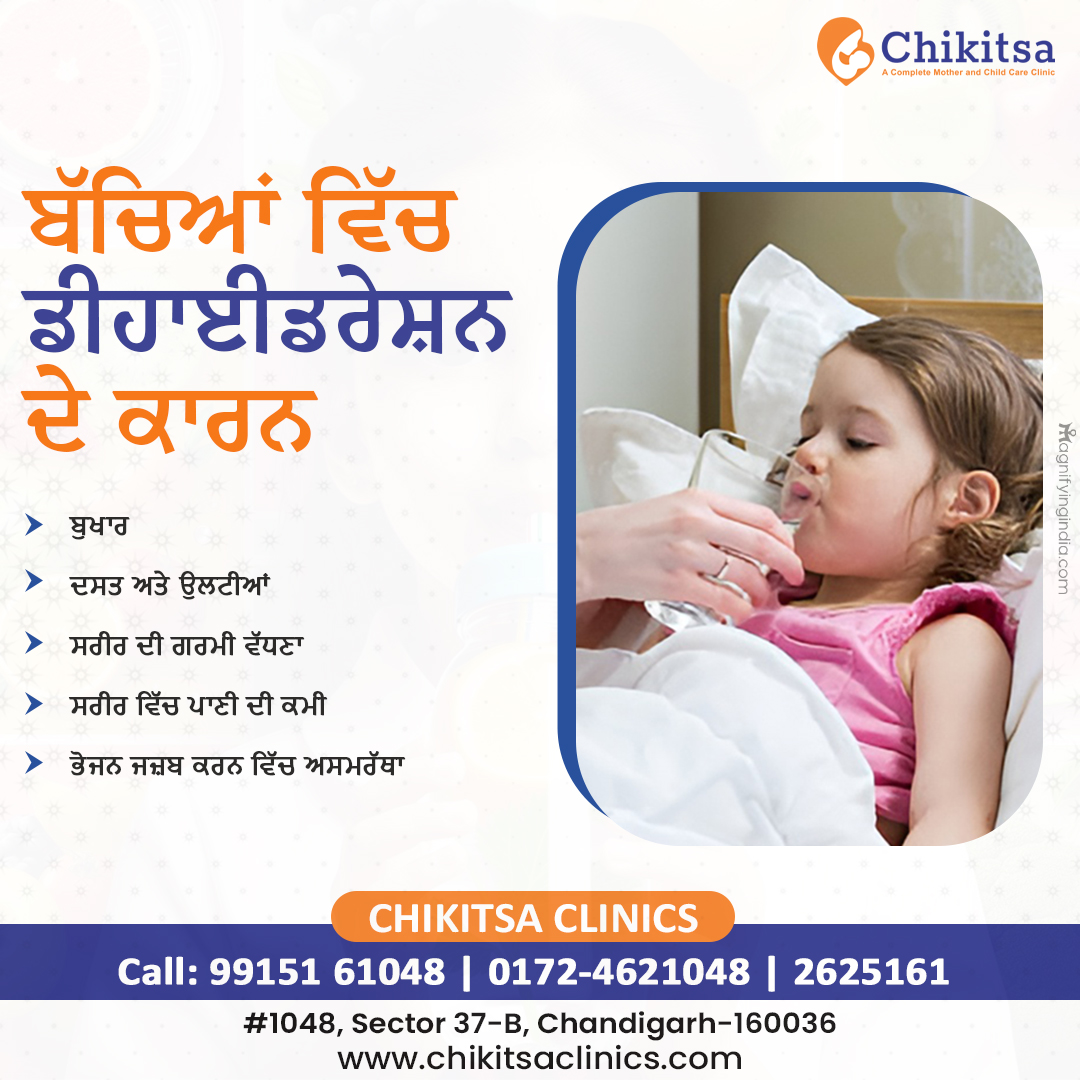 Chikitsa
A Complete Mother and Child Care Clinic
ਬੱਚਿਆਂ ਵਿੱਚ
ਡੀਹਾਈਡਰੇਸ਼ਨ
ਦੇ ਕਾਰਨ
ਬੁਖਾਰ
ਦਸਤ ਅਤੇ ਉਲਟੀਆਂ
ਸਰੀਰ ਦੀ ਗਰਮੀ ਵੱਧਣਾ
ਸਰੀਰ ਵਿੱਚ ਪਾਣੀ ਦੀ ਕਮੀ
ਭੋਜਨ ਜਜ਼ਬ ਕਰਨ ਵਿੱਚ ਅਸਮਰੱਥਾ
Magnifyingindia.com
CHIKITSA CLINICS
Call: 99151 61048 | 0172-4621048 | 2625161
#1048, Sector 37-B, Chandigarh-160036
www.chikitsaclinics.com